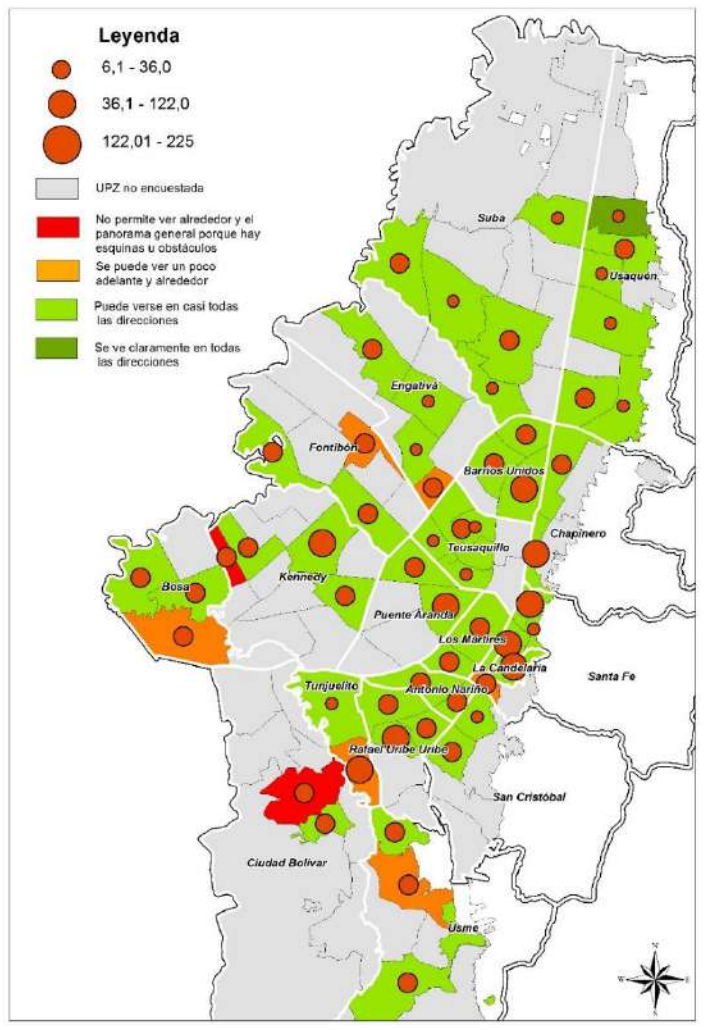 Leyenda
6,1 - 36,0
36,1 - 122,0
122,01 - 225
UPZ no encuestada
No permite ver alrededor y el
panorama general porque hay
esquinas u obstáculos
Se puede ver un poco
adelante y alrededor
Puede verse en casi todas
las direcciones
Se ve claramente en todas
las direcciones
Suba
Usaquén
Engativá
Fontibón
Barrios Unidos
Chapinero
Teusaquillo
Kennedy
Bosa
Puente Aranda
Los Martires
La Candelaria
Santa Fe
Tunjuelito
Antonio Nariño
Rafael Uribe Uribe
San Cristóbal
Ciudad Bolívar
Usme
N
W
E
S